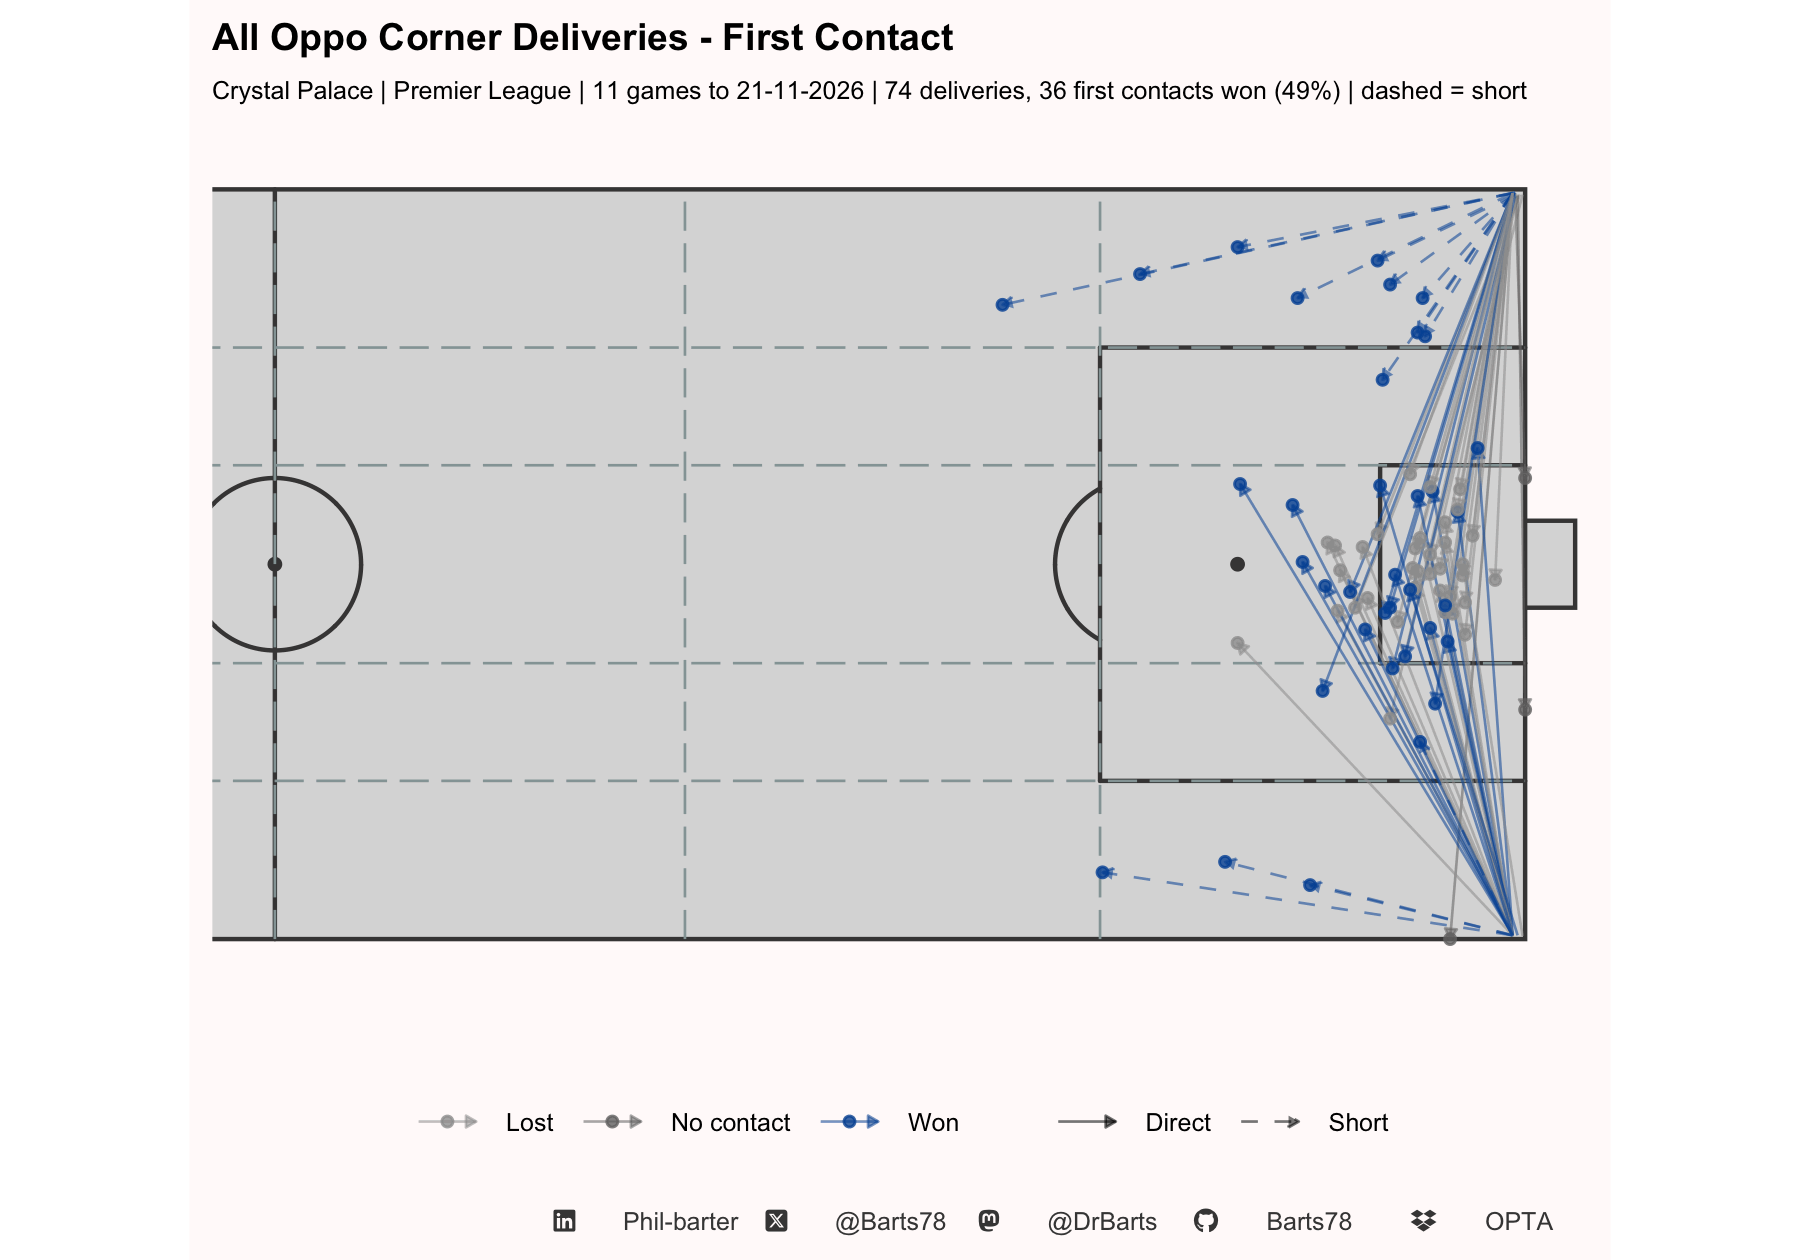 All Oppo Corner Deliveries - First Contact
Crystal Palace | Premier League | 11 games to 21-11-2026 | 74 deliveries, 36 first contacts won (49%) | dashed = short
Lost No contact Won Direct Short
Phil-barter @Barts78 @DrBarts Barts78 OPTA